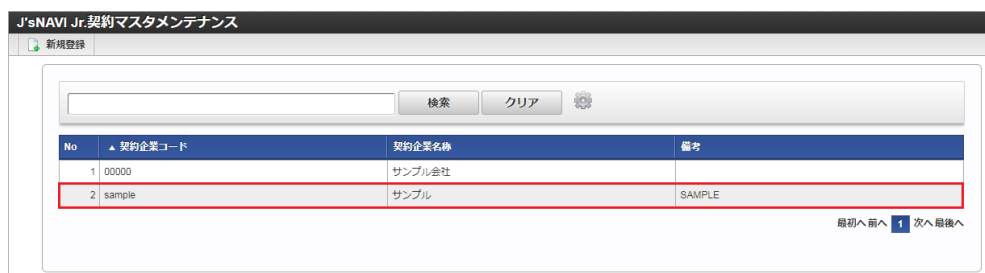 J'sNAVI Jr.契約マスタメンテナンス
新規登録
検索 クリア
No ▲ 契約企業コード 契約企業名称 備考
1 00000 サンプル会社
2 sample サンプル SAMPLE
最初へ 前へ 1 次へ 最後へ